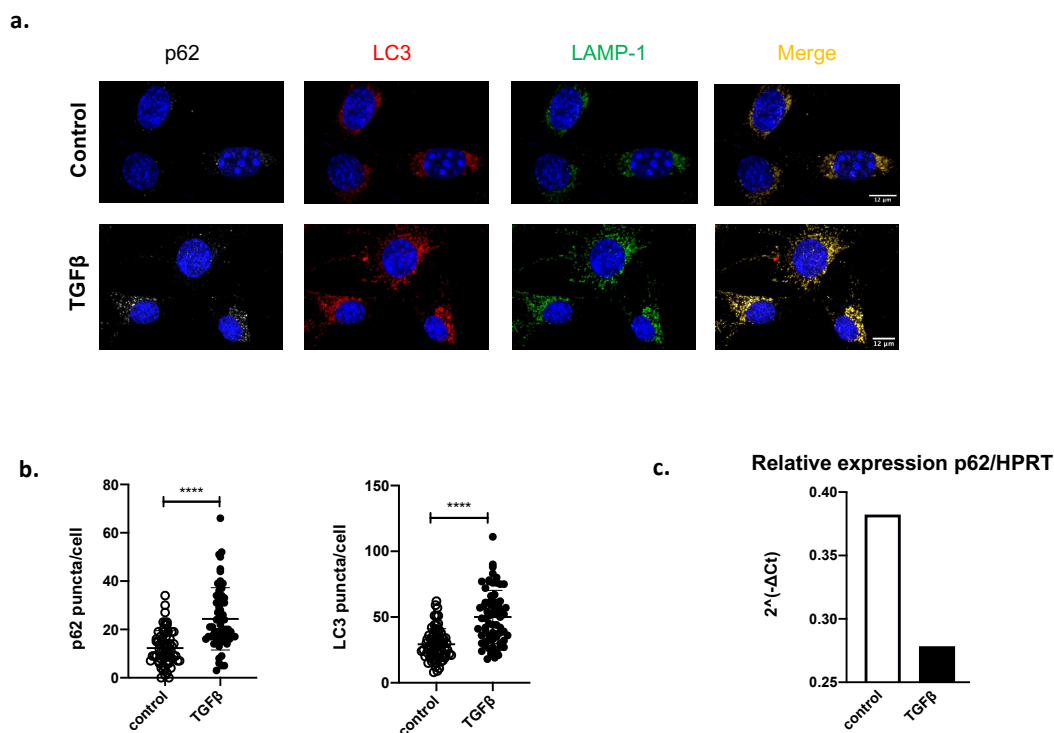 a.
p62 LC3 LAMP-1 Merge
Control
12 μm
TGFβ
12 μm
b.
p62 puncta/cell
80
60
40
20
0
****
control TGFβ
LC3 puncta/cell
150
100
50
0
****
control TGFβ
c.
Relative expression p62/HPRT
2^(-ΔCt)
0.40
0.35
0.30
0.25
control TGFβ